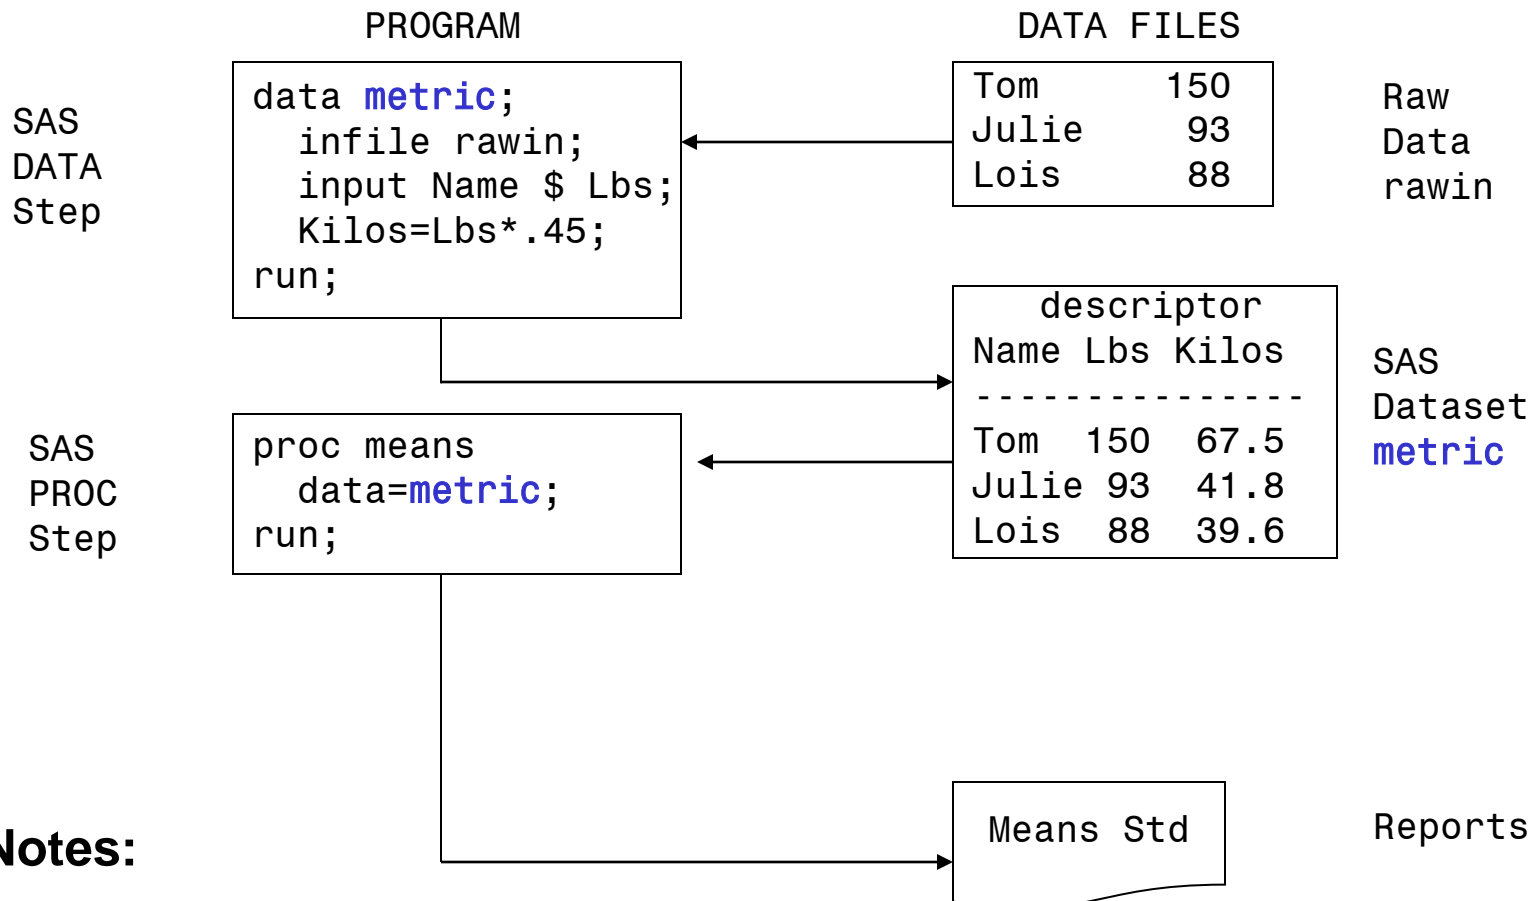 PROGRAM
DATA FILES
SAS
DATA
Step
data metric;
infile rawin;
input Name $ Lbs;
Kilos=Lbs*.45;
run;
Tom 150
Julie 93
Lois 88
Raw
Data
rawin
descriptor
Name Lbs Kilos
---------------
Tom 150 67.5
Julie 93 41.8
Lois 88 39.6
SAS
Dataset
metric
SAS
PROC
Step
proc means
data=metric;
run;
Means Std
Reports
Notes: